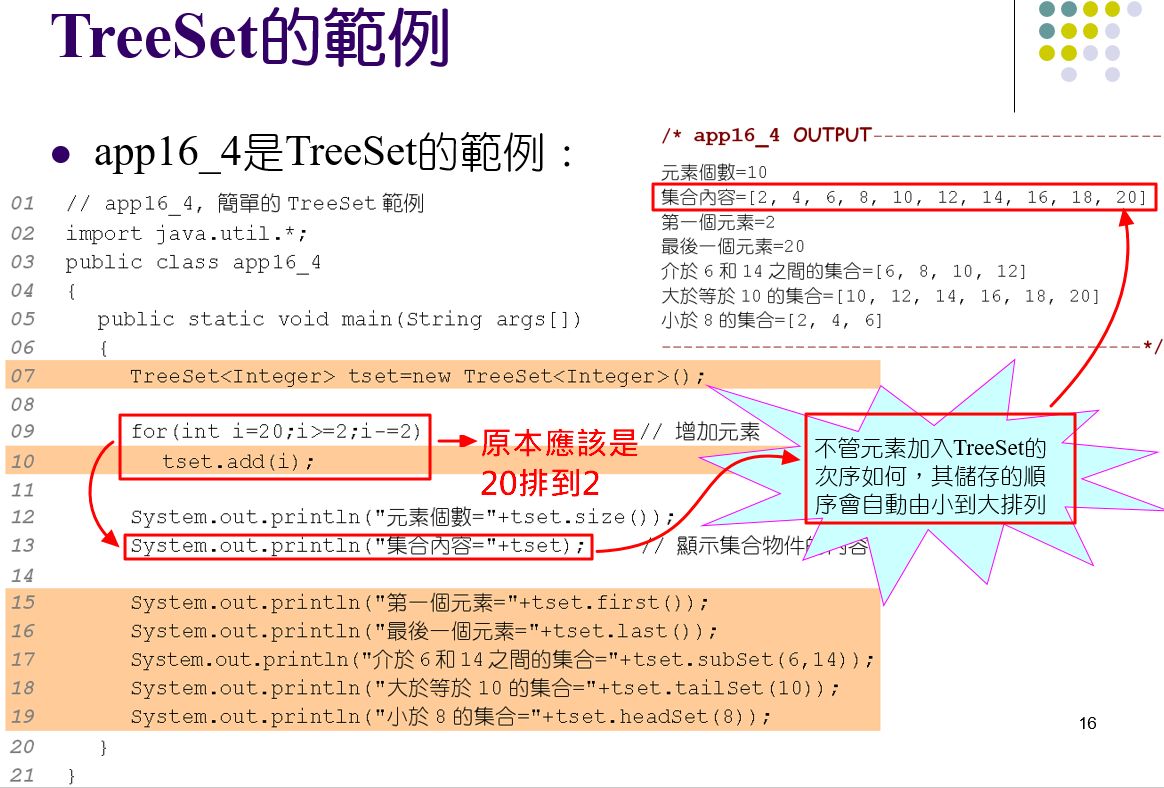 TreeSet的範例
● app16_4是TreeSet的範例：
01 // app16_4, 簡單的 TreeSet 範例
02 import java.util.*;
03 public class app16_4
04 {
05 public static void main(String args[])
06 {
07 TreeSet<Integer> tset=new TreeSet<Integer>();
08
09 for(int i=20;i>=2;i-=2) // 增加元素
10 tset.add(i);
11
12 System.out.println("元素個數="+tset.size());
13 System.out.println("集合內容="+tset); // 顯示集合物件的內容
14
15 System.out.println("第一個元素="+tset.first());
16 System.out.println("最後一個元素="+tset.last());
17 System.out.println("介於 6 和 14 之間的集合="+tset.subSet(6,14));
18 System.out.println("大於等於 10 的集合="+tset.tailSet(10));
19 System.out.println("小於 8 的集合="+tset.headSet(8));
20 }
21 }
原本應該是
20排到2
/* app16_4 OUTPUT-----------------------------
元素個數=10
集合內容=[2, 4, 6, 8, 10, 12, 14, 16, 18, 20]
第一個元素=2
最後一個元素=20
介於 6 和 14 之間的集合=[6, 8, 10, 12]
大於等於 10 的集合=[10, 12, 14, 16, 18, 20]
小於 8 的集合=[2, 4, 6]
-------------------------------------------*/
不管元素加入TreeSet的
次序如何，其儲存的順
序會自動由小到大排列
16